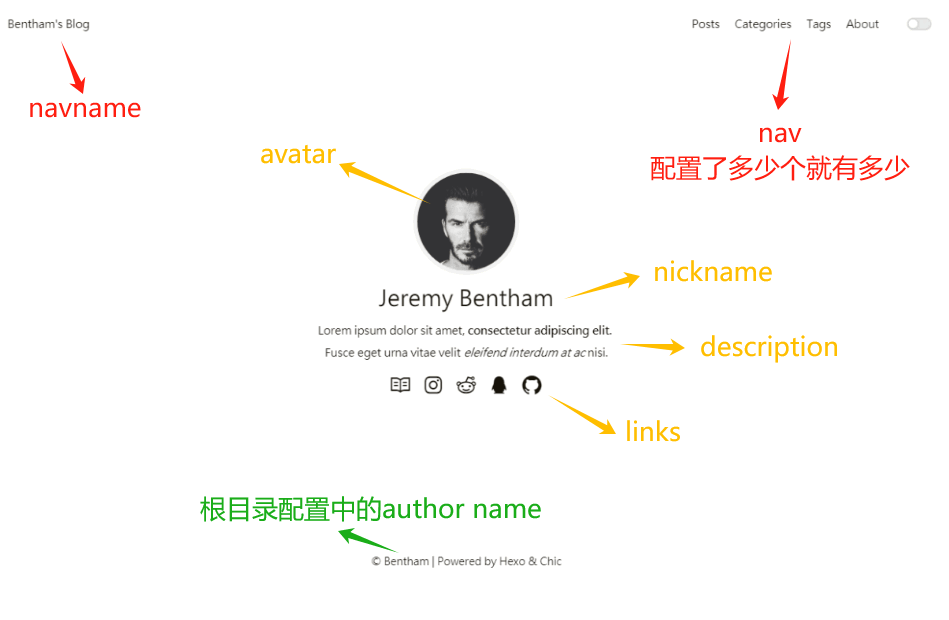 Bentham's Blog
Posts Categories Tags About
navname
nav
配置了多少个就有多少
avatar
nickname
Jeremy Bentham
Lorem ipsum dolor sit amet, consectetur adipiscing elit.
Fusce eget urna vitae velit eleifend interdum at ac nisi.
description
links
根目录配置中的author name
© Bentham | Powered by Hexo & Chic